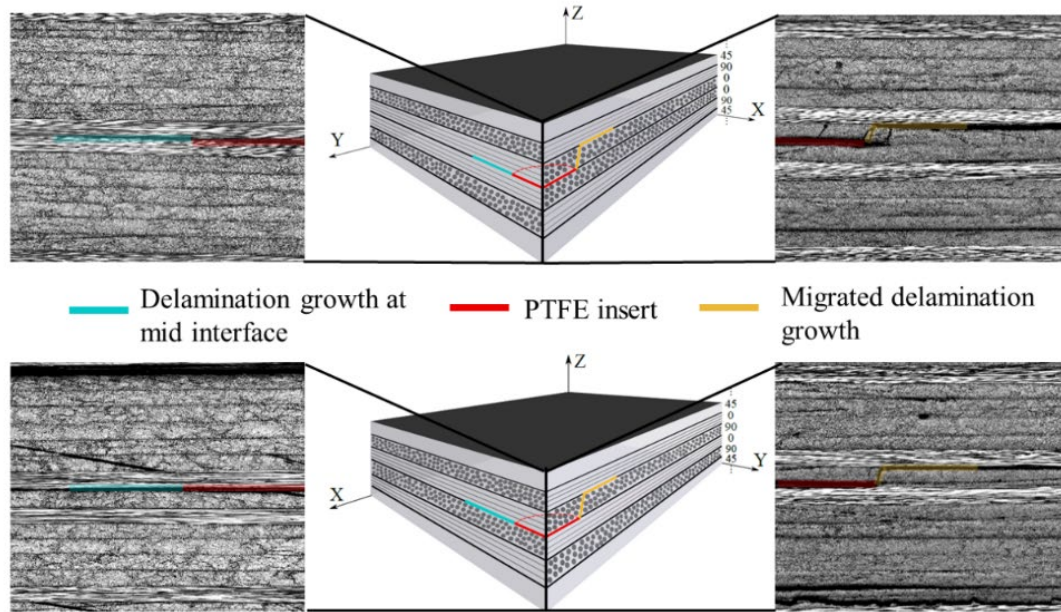 Z
45
90
0
0
90
45
X
Y
Delamination growth at
mid interface
PTFE insert
Migrated delamination
growth
Z
45
0
90
0
90
45
Y
X